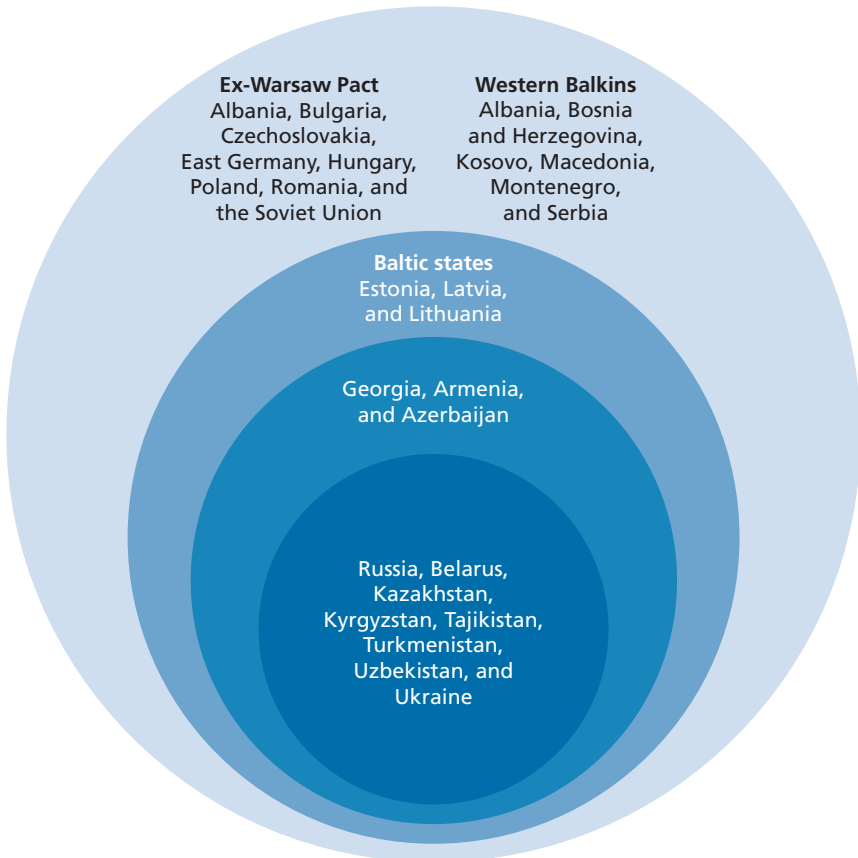 Ex-Warsaw Pact
Albania, Bulgaria,
Czechoslovakia,
East Germany, Hungary,
Poland, Romania, and
the Soviet Union
Western Balkins
Albania, Bosnia
and Herzegovina,
Kosovo, Macedonia,
Montenegro,
and Serbia
Baltic states
Estonia, Latvia,
and Lithuania
Georgia, Armenia,
and Azerbaijan
Russia, Belarus,
Kazakhstan,
Kyrgyzstan, Tajikistan,
Turkmenistan,
Uzbekistan, and
Ukraine